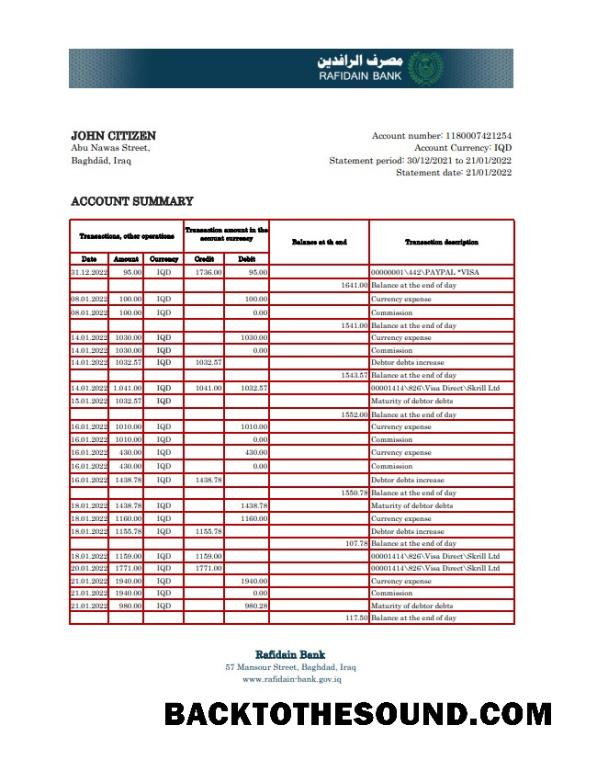 مصرف الرافدين
RAFIDAIN BANK
JOHN CITIZEN
Abu Nawas Street,
Baghdād, Iraq
Account number: 1180007421254
Account Currency: IQD
Statement period: 30/12/2021 to 21/01/2022
Statement date: 21/01/2022
ACCOUNT SUMMARY
Transactions, other operations Transaction amount in the account currency Balance at th end Transaction description
Date Amount Currency Credit Debit
31.12.2022 95.00 IQD 1736.00 95.00 00000001\442\PAYPAL *VISA
1641.00 Balance at the end of day
08.01.2022 100.00 IQD 100.00 Currency expense
08.01.2022 100.00 IQD 0.00 Commission
1541.00 Balance at the end of day
14.01.2022 1030.00 IQD 1030.00 Currency expense
14.01.2022 1030.00 IQD 0.00 Commission
14.01.2022 1032.57 IQD 1032.57 Debtor debts increase
1543.57 Balance at the end of day
14.01.2022 1.041.00 IQD 1041.00 1032.57 00001414\826\Visa Direct\Skrill Ltd
15.01.2022 1032.57 IQD Maturity of debtor debts
1552.00 Balance at the end of day
16.01.2022 1010.00 IQD 1010.00 Currency expense
16.01.2022 1010.00 IQD 0.00 Commission
16.01.2022 430.00 IQD 430.00 Currency expense
16.01.2022 430.00 IQD 0.00 Commission
16.01.2022 1438.78 IQD 1438.78 Debtor debts increase
1550.78 Balance at the end of day
18.01.2022 1438.78 IQD 1438.78 Maturity of debtor debts
18.01.2022 1160.00 IQD 1160.00 Currency expense
18.01.2022 1155.78 IQD 1155.78 Debtor debts increase
107.78 Balance at the end of day
18.01.2022 1159.00 IQD 1159.00 00001414\826\Visa Direct\Skrill Ltd
20.01.2022 1771.00 IQD 1771.00 00001414\826\Visa Direct\Skrill Ltd
21.01.2022 1940.00 IQD 1940.00 Currency expense
21.01.2022 1940.00 IQD 0.00 Commission
21.01.2022 980.00 IQD 980.28 Maturity of debtor debts
117.50 Balance at the end of day
Rafidain Bank
57 Mansour Street, Baghdad, Iraq
www.rafidain-bank.gov.iq
BACKTOTHESOUND.COM